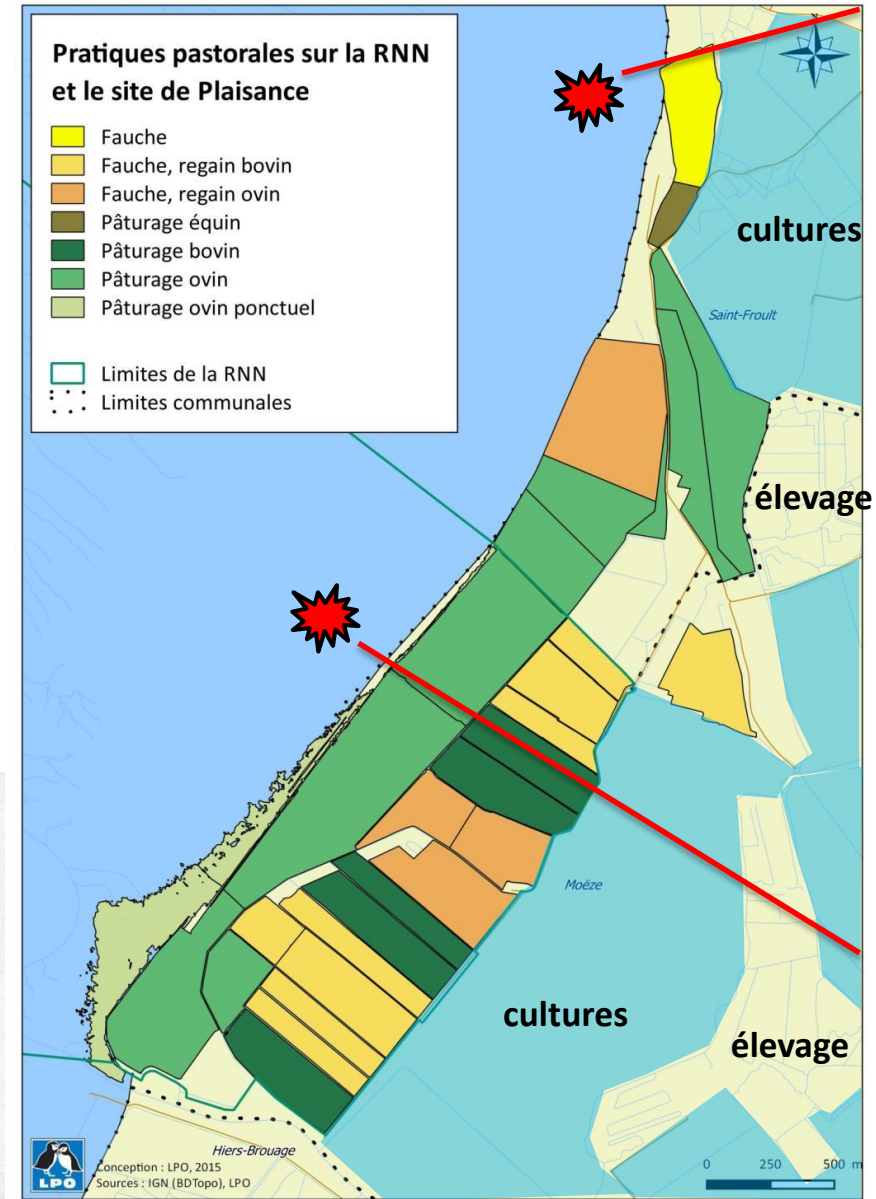 Pratiques pastorales sur la RNN
et le site de Plaisance
Fauche
Fauche, regain bovin
Fauche, regain ovin
Pâturage équin
Pâturage bovin
Pâturage ovin
Pâturage ovin ponctuel
Limites de la RNN
Limites communales
N
cultures
Saint-Froult
élevage
Moëze
cultures
élevage
Hiers-Brouage
LPO
Conception : LPO, 2015
Sources : IGN (BDTopo), LPO
0 250 500 m